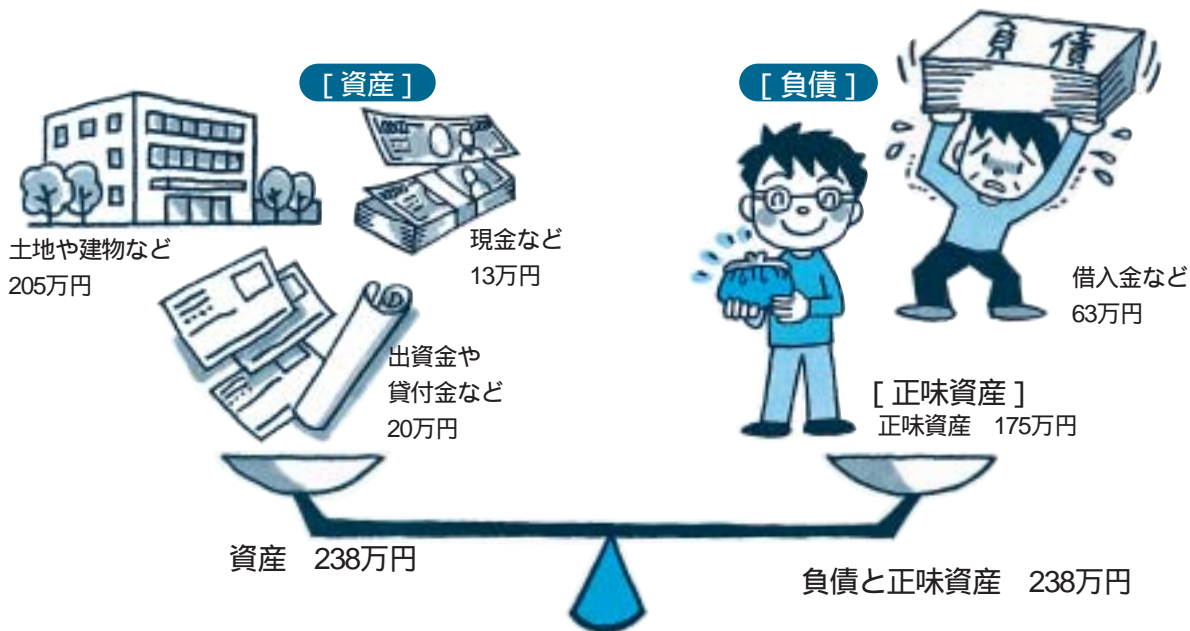 [ 資産 ]
土地や建物など
205万円
現金など
13万円
出資金や
貸付金など
20万円
資産　238万円
[ 負債 ]
負債
借入金など
63万円
[ 正味資産 ]
正味資産　175万円
負債と正味資産　238万円